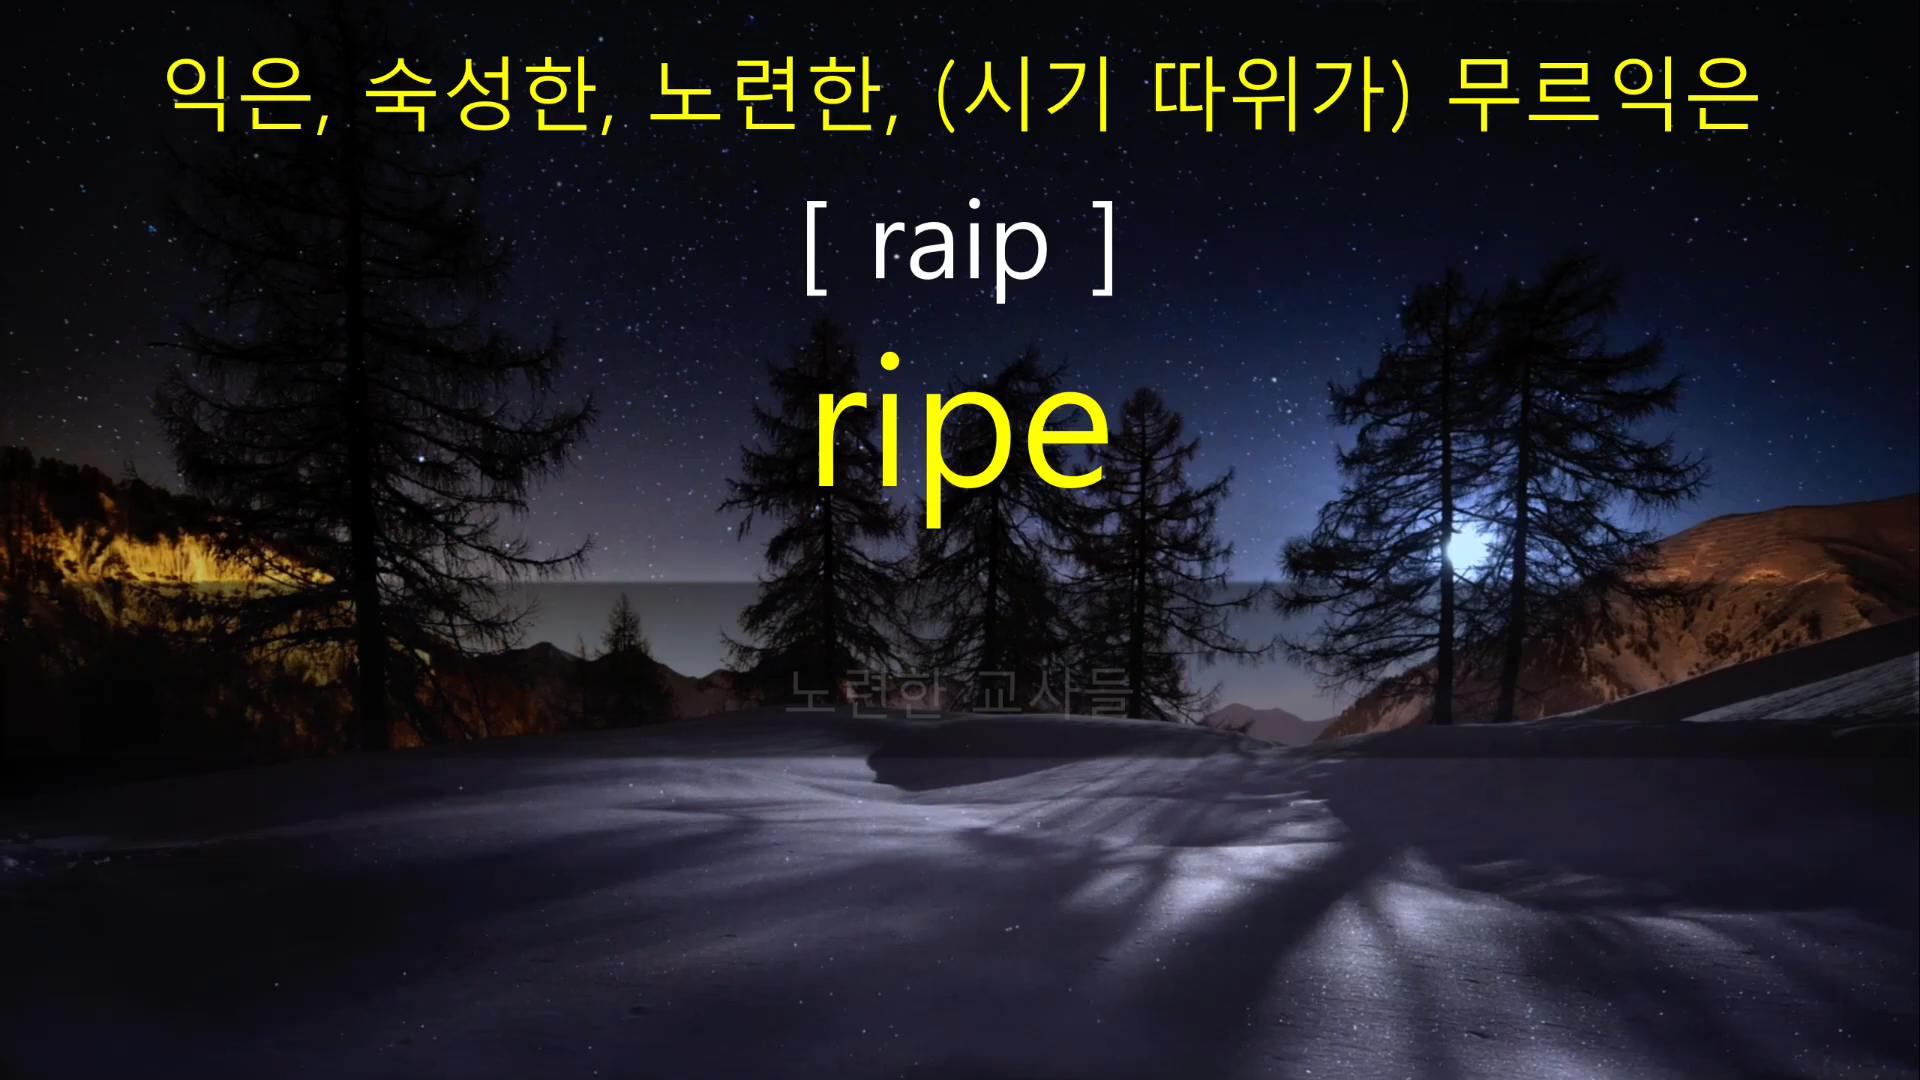 익은, 숙성한, 노련한, (시기 따위가) 무르익은
[ raip ]
ripe
노련한 교사들